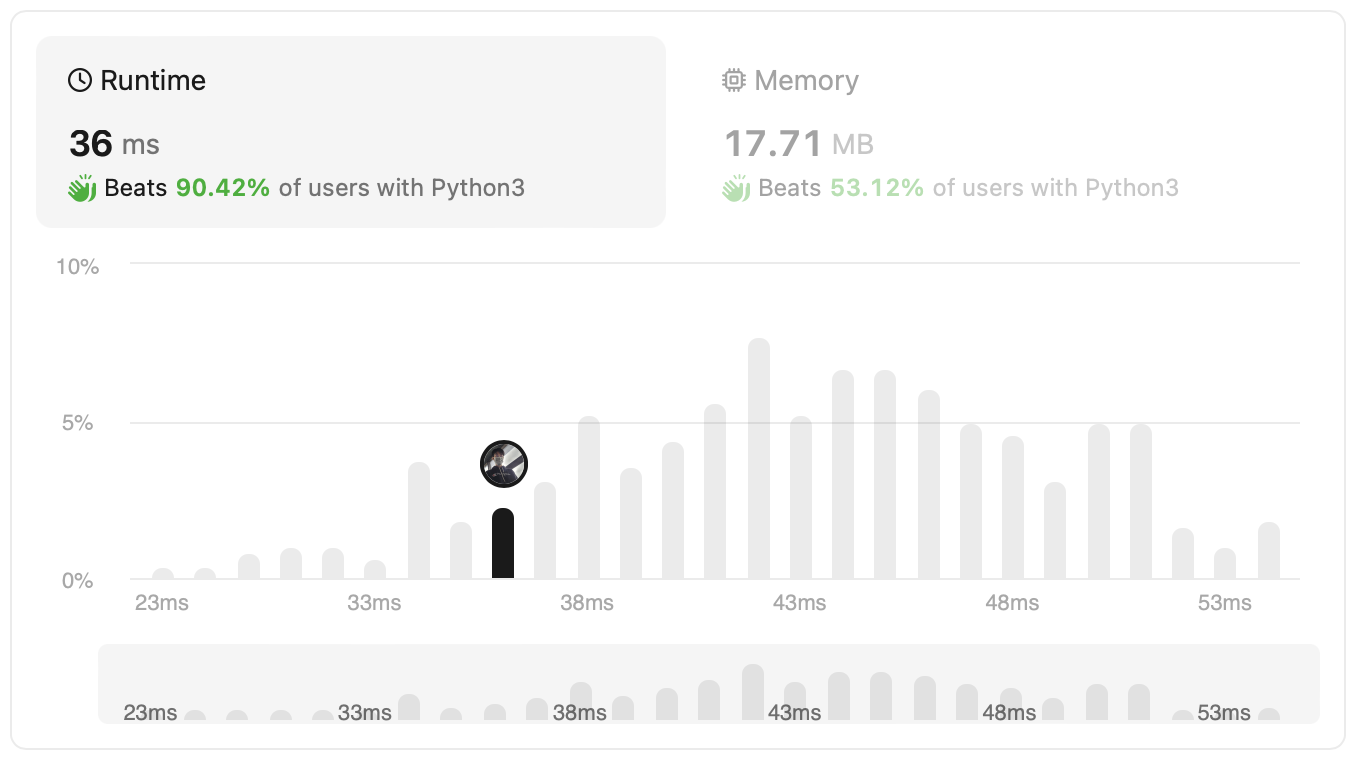 Runtime
36 ms
Beats 90.42% of users with Python3
Memory
17.71 MB
Beats 53.12% of users with Python3
10%
5%
0%
23ms 33ms 38ms 43ms 48ms 53ms
23ms 33ms 38ms 43ms 48ms 53ms